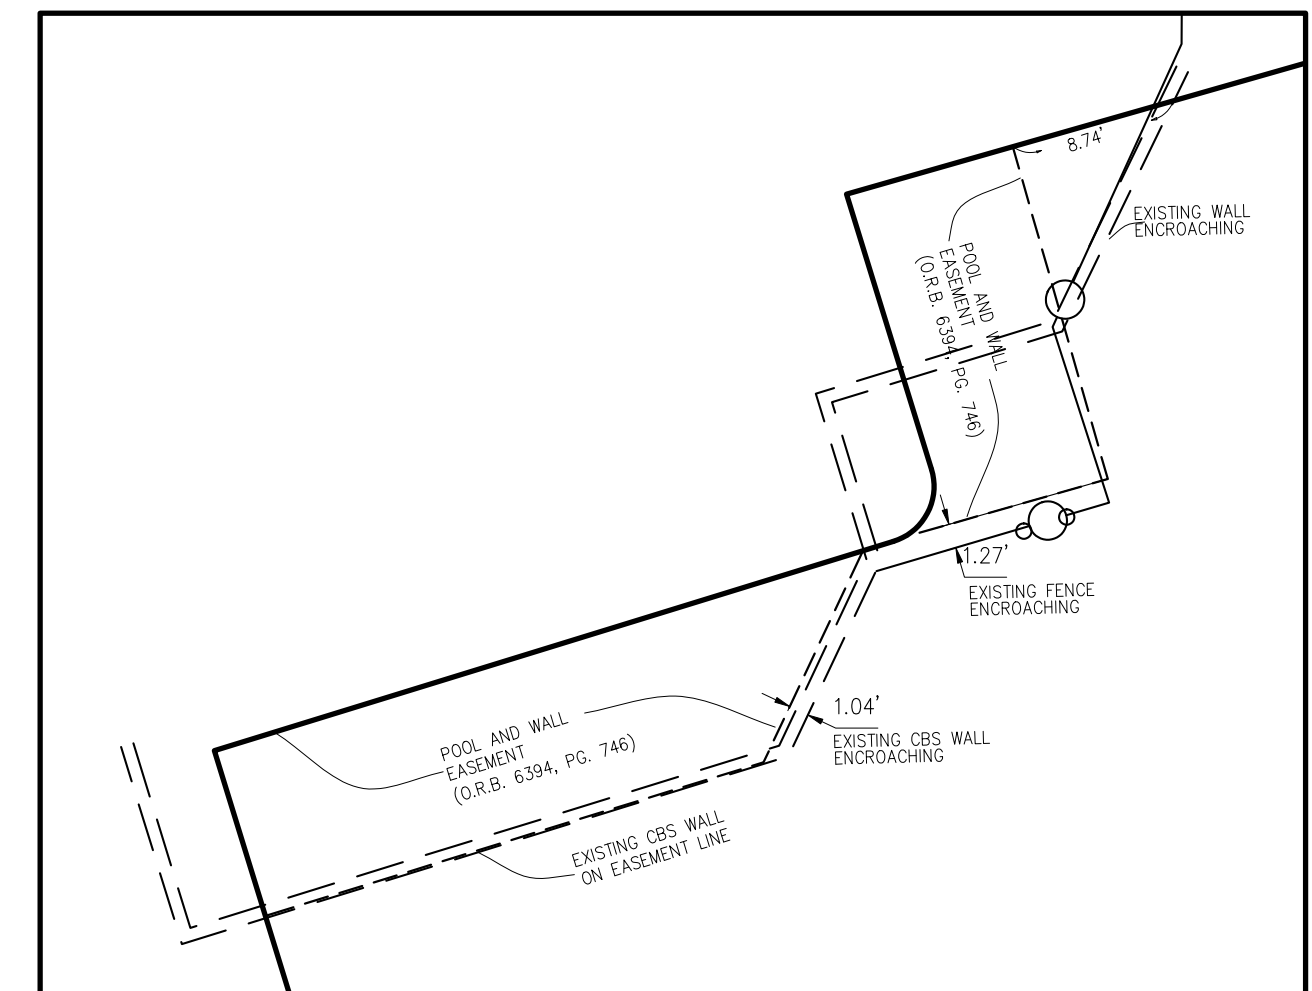 8.74'
EXISTING WALL
ENCROACHING
POOL AND WALL
EASEMENT
(O.R.B. 6394, PG. 746)
1.27'
EXISTING FENCE
ENCROACHING
1.04'
EXISTING CBS WALL
ENCROACHING
POOL AND WALL
EASEMENT
(O.R.B. 6394, PG. 746)
EXISTING CBS WALL
ON EASEMENT LINE